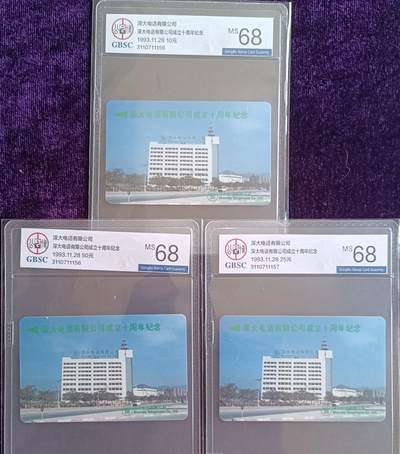 GBSC
深大电话有限公司
深大电话有限公司成立十周年纪念
1993.11.28 10元
3110711158
MS 68
深大电话有限公司成立十周年纪念
GBSC
深大电话有限公司
深大电话有限公司成立十周年纪念
1993.11.28 50元
3110711156
MS 68
深大电话有限公司成立十周年纪念
GBSC
深大电话有限公司
深大电话有限公司成立十周年纪念
1993.11.28 25元
3110711157
MS 68
深大电话有限公司成立十周年纪念